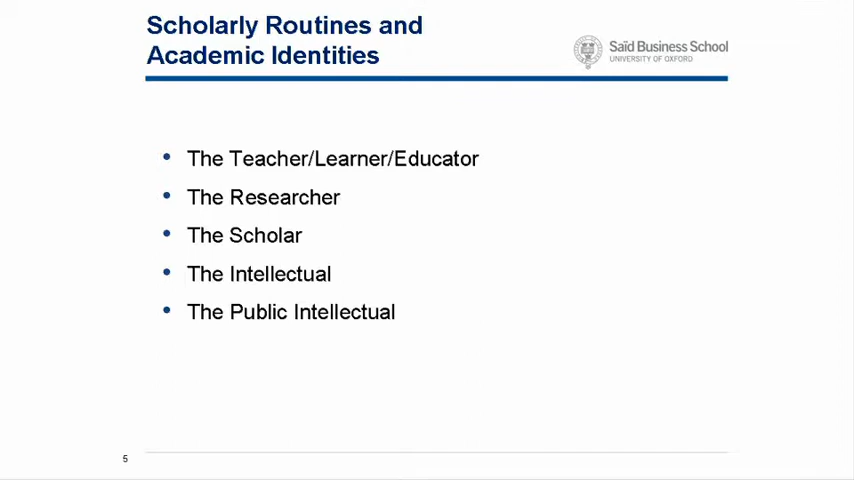 Scholarly Routines and
Academic Identities
Saïd Business School
UNIVERSITY OF OXFORD
• The Teacher/Learner/Educator
• The Researcher
• The Scholar
• The Intellectual
• The Public Intellectual
5